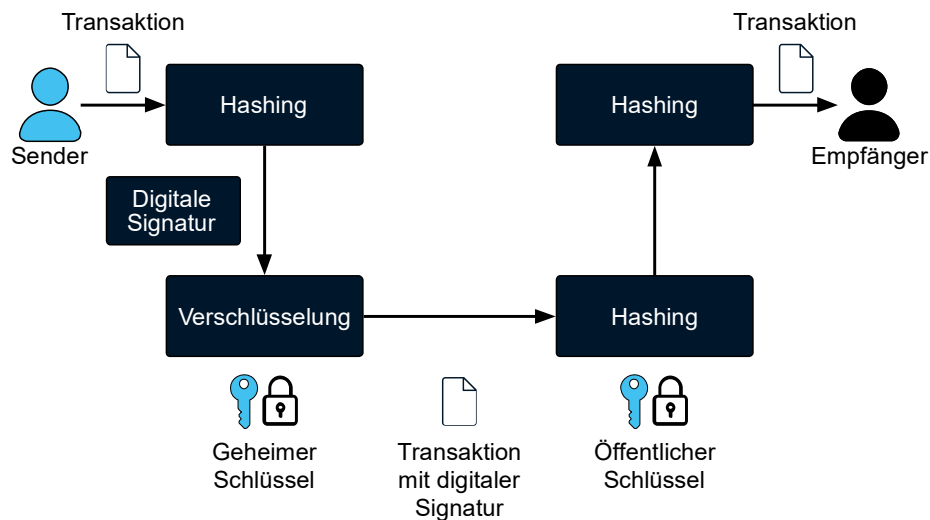 Transaktion
Transaktion
Hashing
Hashing
Sender
Empfänger
Digitale
Signatur
Verschlüsselung
Hashing
Geheimer
Schlüssel
Transaktion
mit digitaler
Signatur
Öffentlicher
Schlüssel